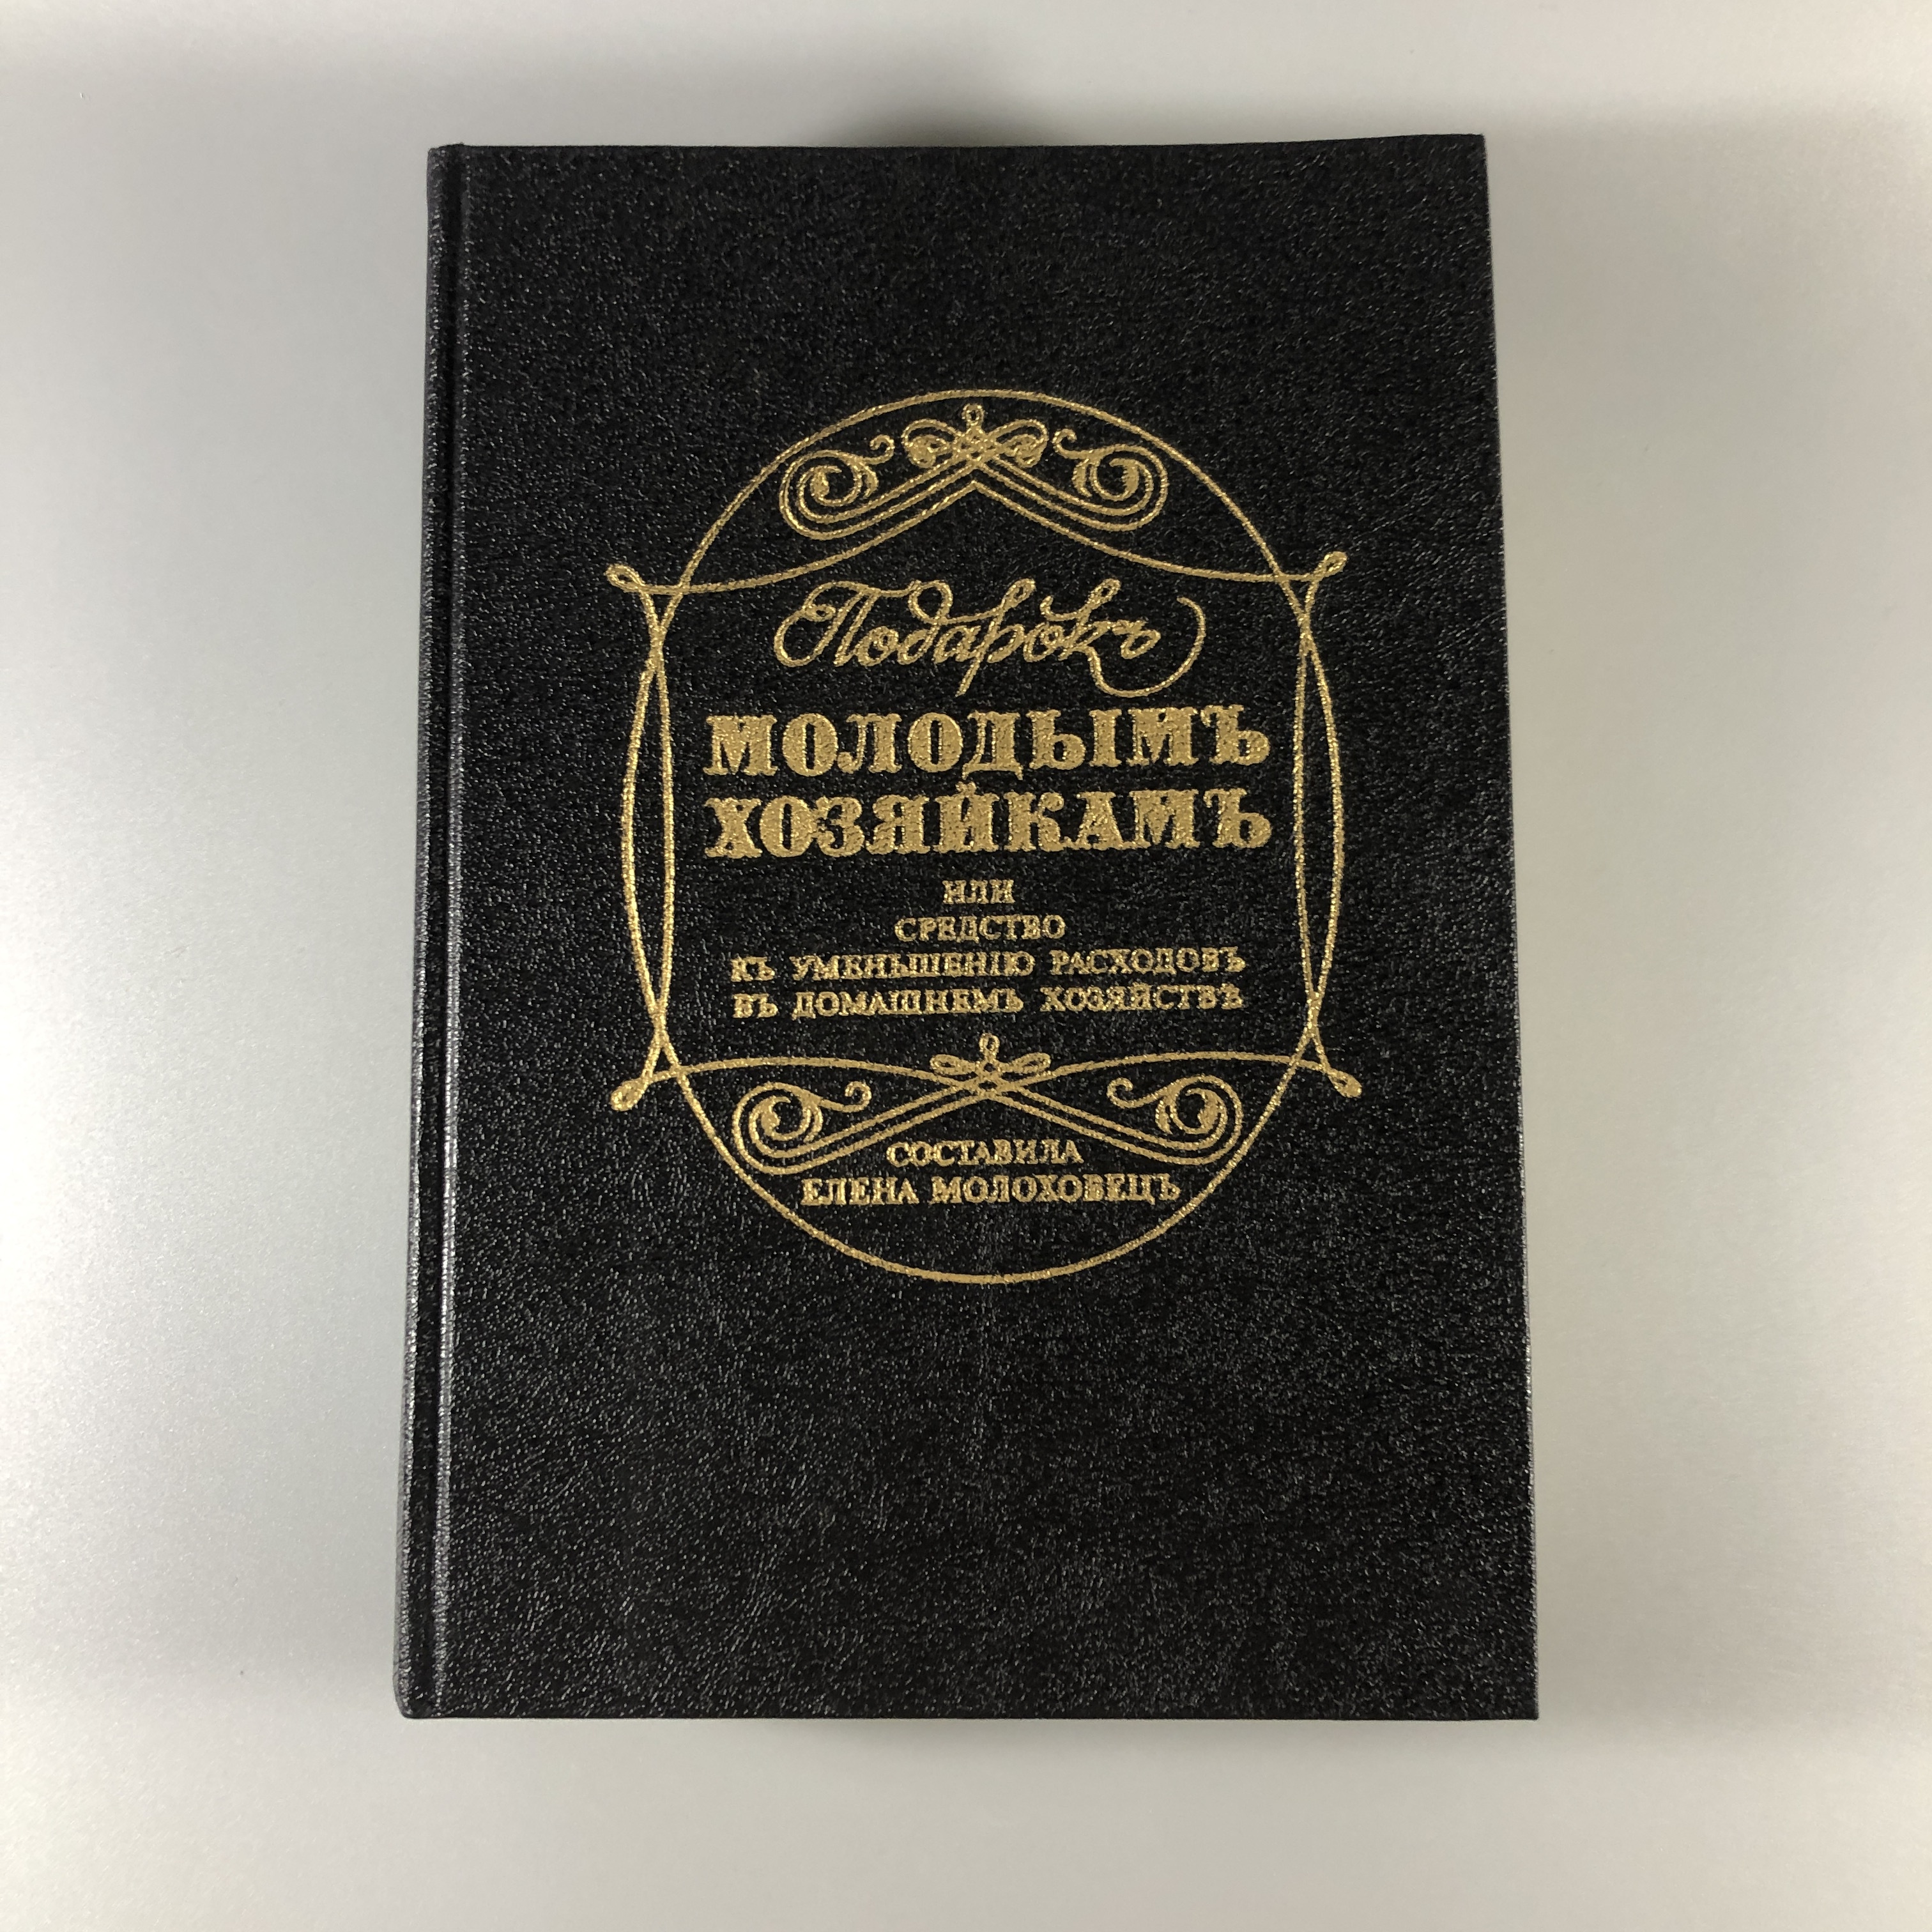 Подарокъ
МОЛОДЫМЪ
ХОЗЯЙКАМЪ
ИЛИ
СРЕДСТВО
КЪ УМЕНЬШЕНІЮ РАСХОДОВЪ
ВЪ ДОМАШНЕМЪ ХОЗЯЙСТВѢ
СОСТАВИЛА
ЕЛЕНА МОЛОХОВЕЦЪ